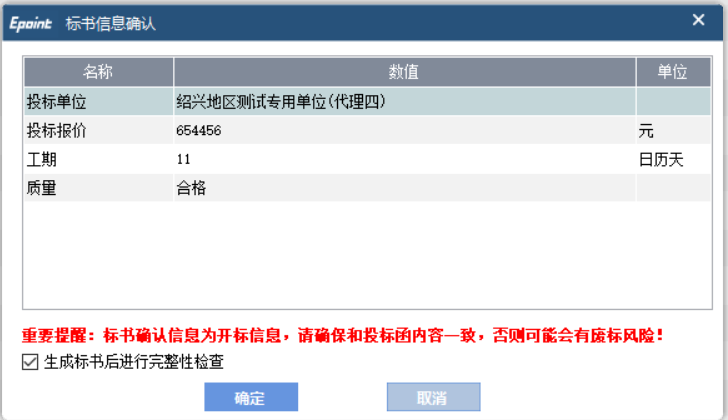 Epoint 标书信息确认
名称 数值 单位
投标单位 绍兴地区测试专用单位(代理四)
投标报价 654456 元
工期 11 日历天
质量 合格
重要提醒：标书确认信息为开标信息，请确保和投标函内容一致，否则可能会有废标风险！
生成标书后进行完整性检查
确定 取消